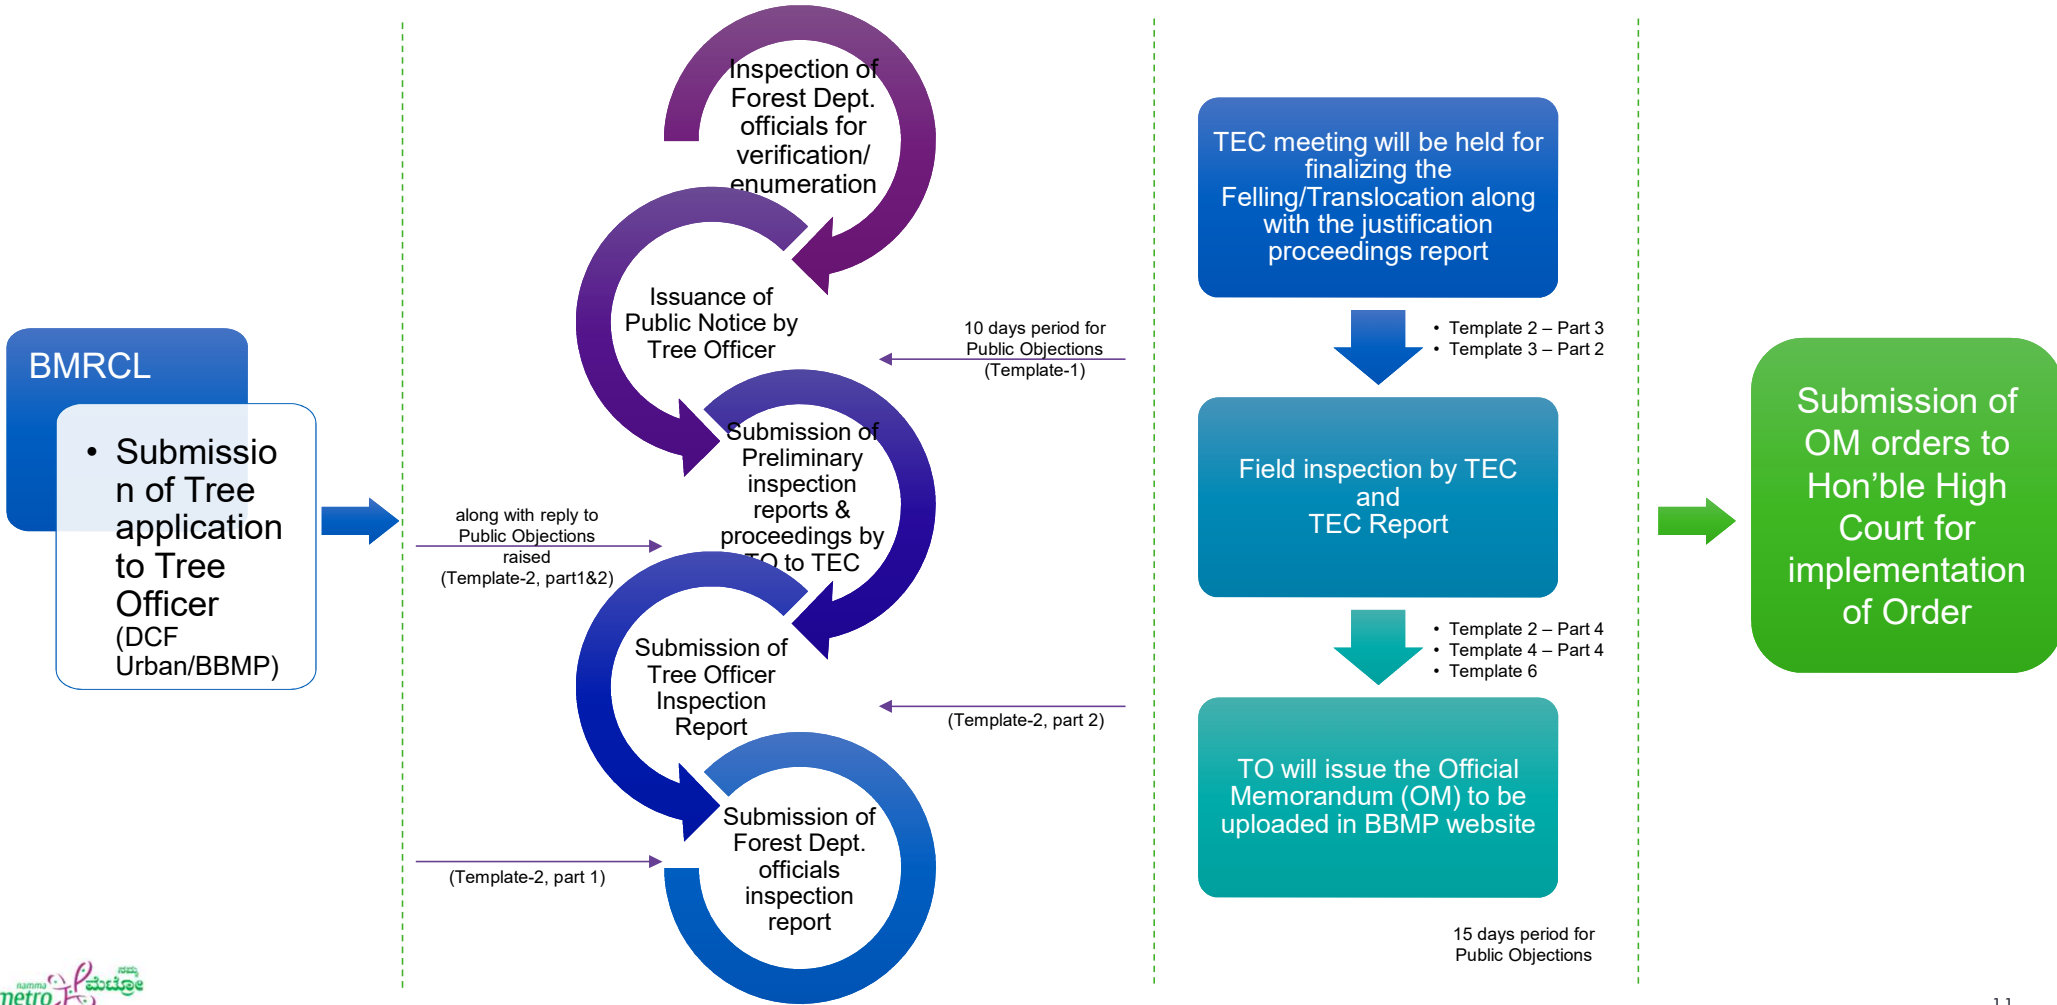 BMRCL
• Submissio
n of Tree
application
to Tree
Officer
(DCF
Urban/BBMP)
Inspection of
Forest Dept.
officials for
verification/
enumeration
Issuance of
Public Notice by
Tree Officer
10 days period for
Public Objections
(Template-1)
Submission of
Preliminary
inspection
reports &
proceedings by
TO to TEC
along with reply to
Public Objections
raised
(Template-2, part1&2)
Submission of
Tree Officer
Inspection
Report
(Template-2, part 2)
Submission of
Forest Dept.
officials
inspection
report
(Template-2, part 1)
TEC meeting will be held for
finalizing the
Felling/Translocation along
with the justification
proceedings report
• Template 2 – Part 3
• Template 3 – Part 2
Field inspection by TEC
and
TEC Report
• Template 2 – Part 4
• Template 4 – Part 4
• Template 6
TO will issue the Official
Memorandum (OM) to be
uploaded in BBMP website
15 days period for
Public Objections
Submission of
OM orders to
Hon’ble High
Court for
implementation
of Order
namma
metro
ನಮ್ಮ
ಮೆಟ್ರೋ
11